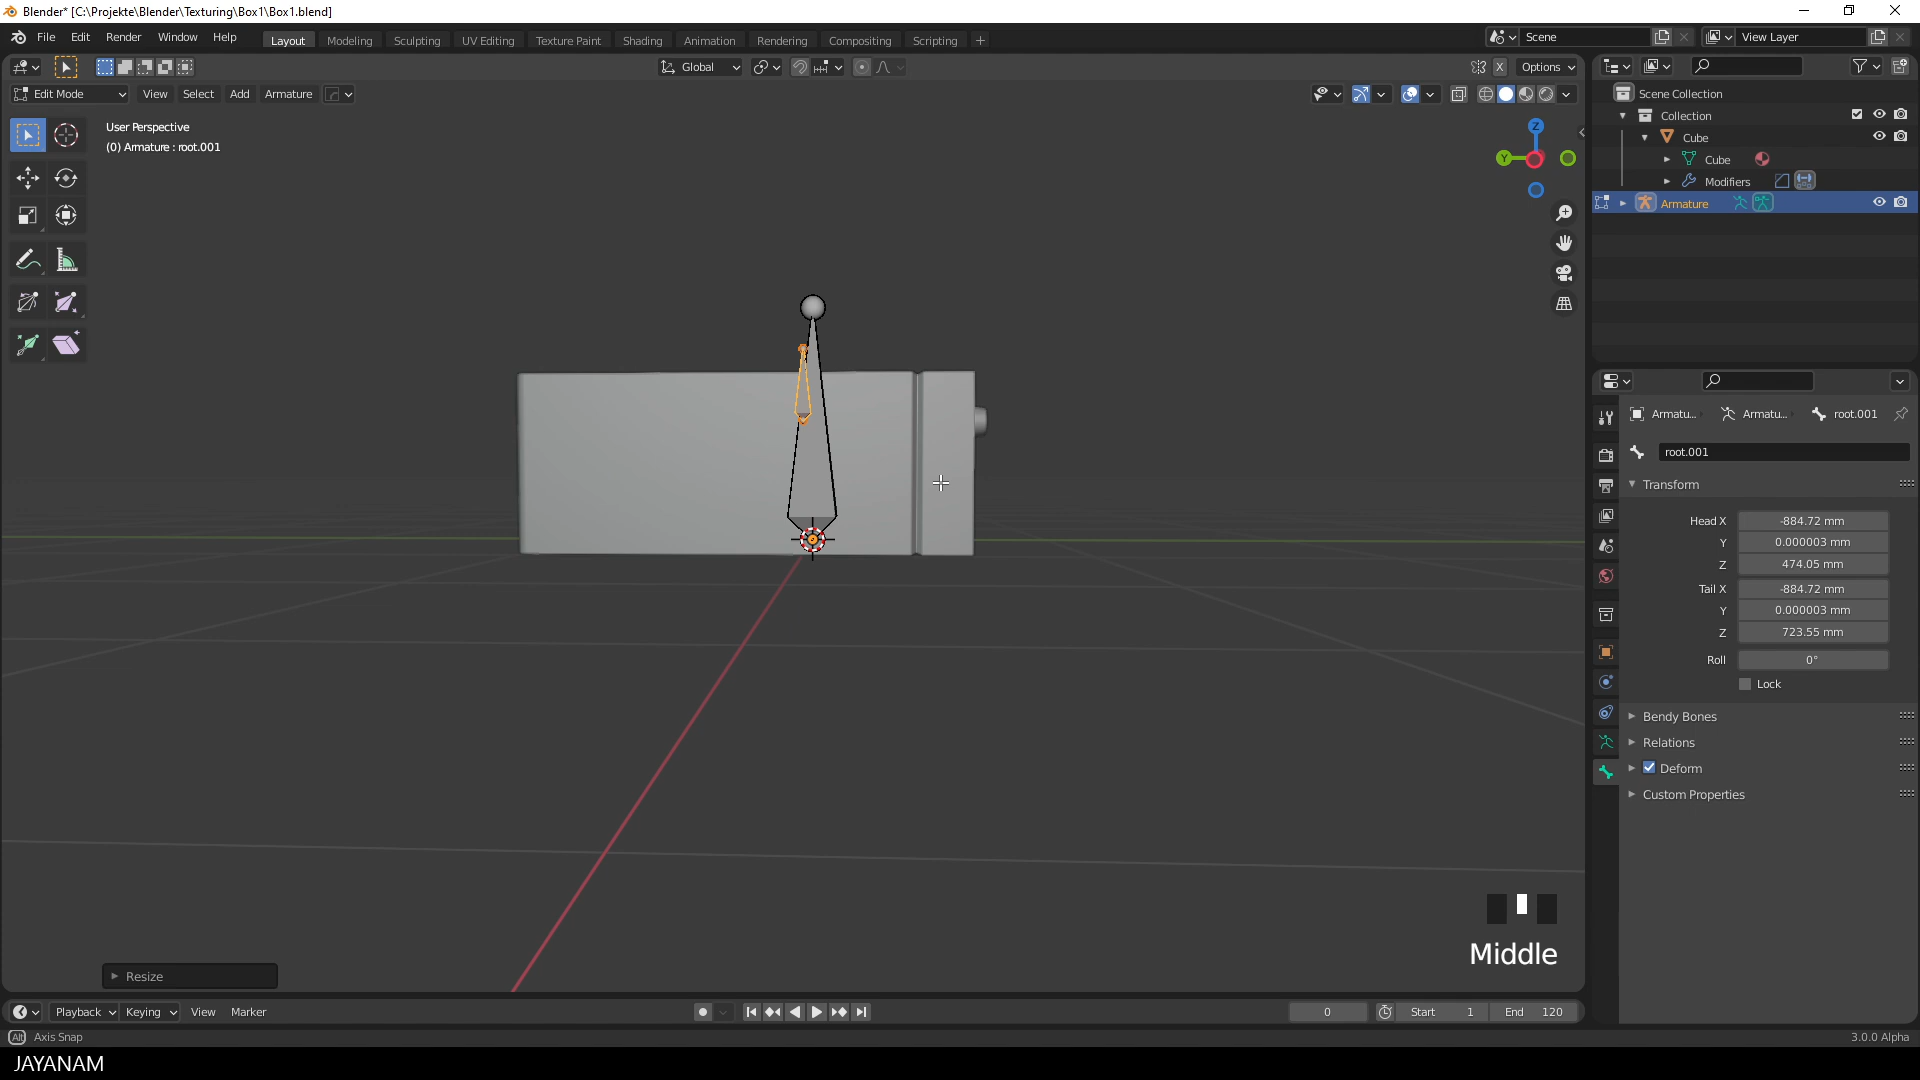 Blender* [C:\Projekte\Blender\Texturing\Box1\Box1.blend]
File Edit Render Window Help Layout Modeling Sculpting UV Editing Texture Paint Shading Animation Rendering Compositing Scripting + Scene View Layer
Global X Options
Edit Mode View Select Add Armature
User Perspective
(0) Armature : root.001
Z
Y
Scene Collection
Collection
Cube
Cube
Modifiers
Armature
Armatu... Armatu... root.001
root.001
Transform
Head X -884.72 mm
Y 0.000003 mm
Z 474.05 mm
Tail X -884.72 mm
Y 0.000003 mm
Z 723.55 mm
Roll 0°
Lock
Bendy Bones
Relations
Deform
Custom Properties
Middle
Resize
Playback Keying View Marker 0 Start 1 End 120
Alt Axis Snap 3.0.0 Alpha
JAYANAM